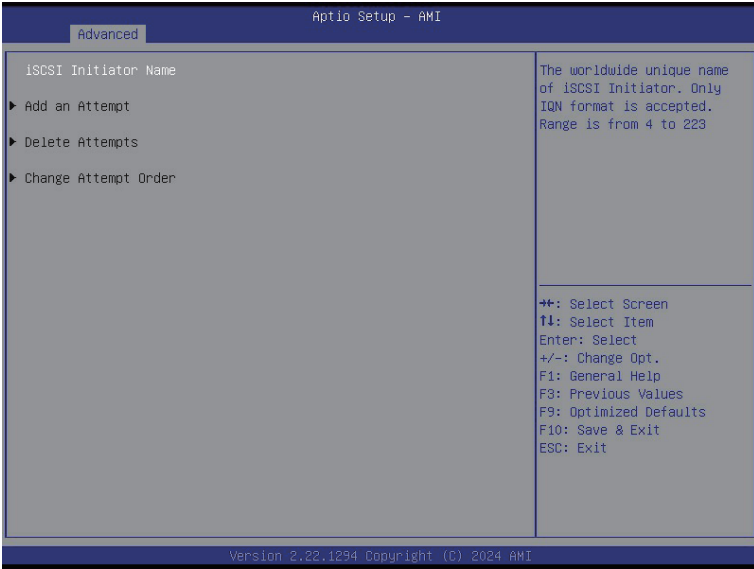 Aptio Setup – AMI
Advanced
iSCSI Initiator Name
▶ Add an Attempt
▶ Delete Attempts
▶ Change Attempt Order
The worldwide unique name
of iSCSI Initiator. Only
IQN format is accepted.
Range is from 4 to 223
→←: Select Screen
↑↓: Select Item
Enter: Select
+/-: Change Opt.
F1: General Help
F3: Previous Values
F9: Optimized Defaults
F10: Save & Exit
ESC: Exit
Version 2.22.1294 Copyright (C) 2024 AMI